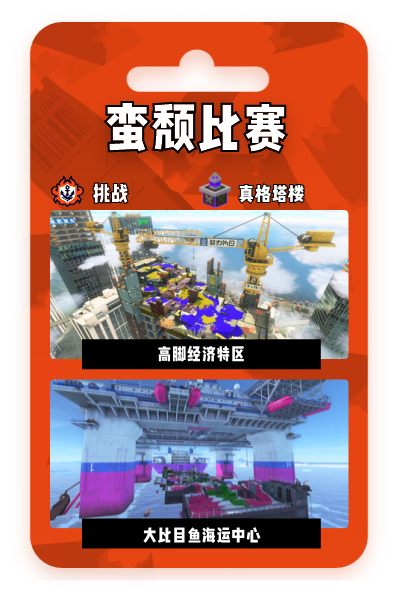 蛮颓比赛
挑战
真格塔楼
高脚经济特区
大比目鱼海运中心